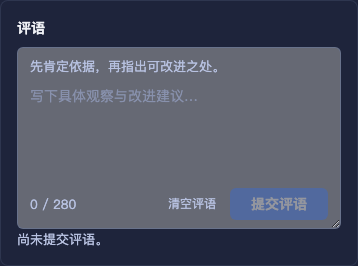 评语
先肯定依据，再指出可改进之处。
写下具体观察与改进建议…
0 / 280 清空评语 提交评语
尚未提交评语。